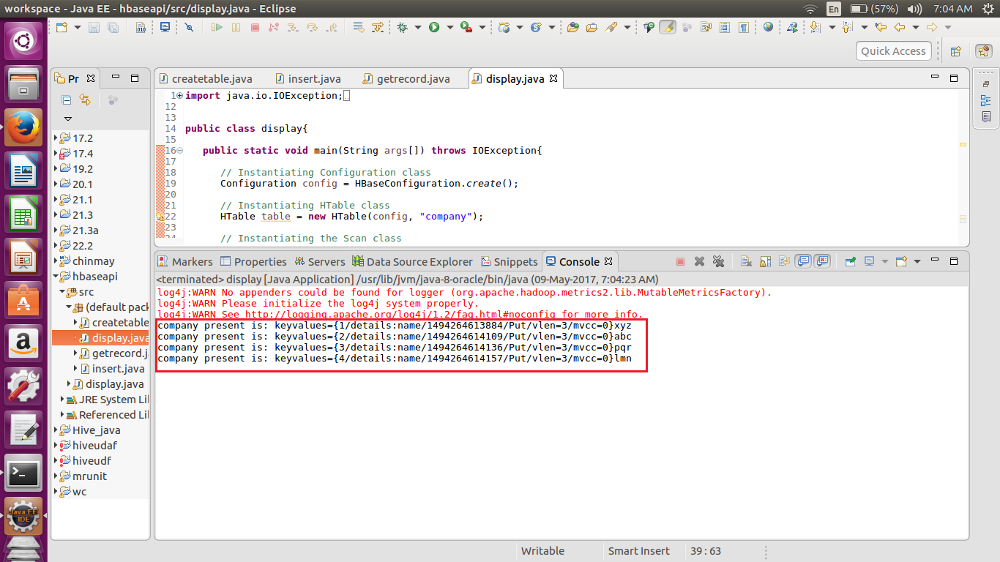 workspace - Java EE - hbaseapi/src/display.java - Eclipse
En
(57%)
7:04 AM
Quick Access
Pr
createtable.java
insert.java
getrecord.java
display.java
17.2
17.4
19.2
20.1
21.1
21.3
21.3a
22.2
chinmay
hbaseapi
src
(default pack
createtable
display.java
getrecord.j
insert.java
display.java
JRE System Li
Referenced Li
Hive_java
hiveudaf
hiveudf
mrunit
wc
1 import java.io.IOException;
12
13
14 public class display{
15
16 public static void main(String args[]) throws IOException{
17
18 // Instantiating Configuration class
19 Configuration config = HBaseConfiguration.create();
20
21 // Instantiating HTable class
22 HTable table = new HTable(config, "company");
23
24 // Instantiating the Scan class
Markers
Properties
Servers
Data Source Explorer
Snippets
Console
<terminated> display [Java Application] /usr/lib/jvm/java-8-oracle/bin/java (09-May-2017, 7:04:23 AM)
log4j:WARN No appenders could be found for logger (org.apache.hadoop.metrics2.lib.MutableMetricsFactory).
log4j:WARN Please initialize the log4j system properly.
log4j:WARN See http://logging.apache.org/log4j/1.2/faq.html#noconfig for more info.
company present is: keyvalues={1/details:name/1494264613884/Put/vlen=3/mvcc=0}xyz
company present is: keyvalues={2/details:name/1494264614109/Put/vlen=3/mvcc=0}abc
company present is: keyvalues={3/details:name/1494264614136/Put/vlen=3/mvcc=0}pqr
company present is: keyvalues={4/details:name/1494264614157/Put/vlen=3/mvcc=0}lmn
Java EE
IDE
Writable
Smart Insert
39 : 63